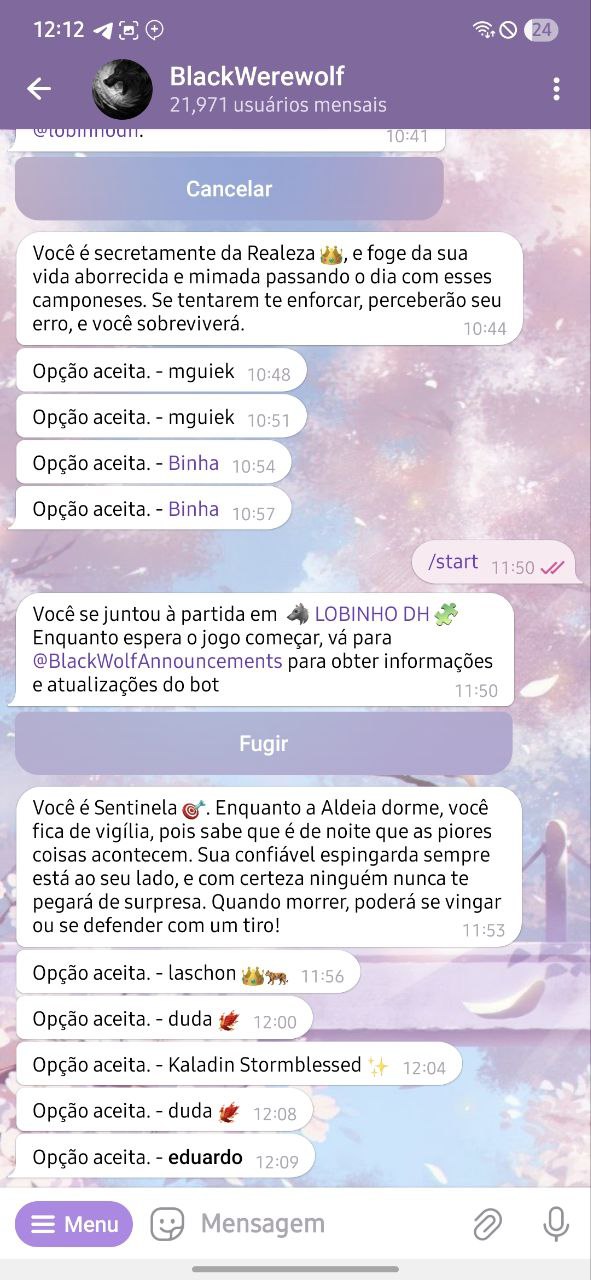 12:12
24
BlackWerewolf
21,971 usuários mensais
@lobinhodh.
10:41
Cancelar
Você é secretamente da Realeza 👑, e foge da sua
vida aborrecida e mimada passando o dia com esses
camponeses. Se tentarem te enforcar, perceberão seu
erro, e você sobreviverá.
10:44
Opção aceita. - mguiek 10:48
Opção aceita. - mguiek 10:51
Opção aceita. - Binha 10:54
Opção aceita. - Binha 10:57
/start 11:50
Você se juntou à partida em 🐺 LOBINHO DH 🧩
Enquanto espera o jogo começar, vá para
@BlackWolfAnnouncements para obter informações
e atualizações do bot
11:50
Fugir
Você é Sentinela 🎯. Enquanto a Aldeia dorme, você
fica de vigília, pois sabe que é de noite que as piores
coisas acontecem. Sua confiável espingarda sempre
está ao seu lado, e com certeza ninguém nunca te
pegará de surpresa. Quando morrer, poderá se vingar
ou se defender com um tiro!
11:53
Opção aceita. - laschon 👑🐅 11:56
Opção aceita. - duda 🐦‍🔥 12:00
Opção aceita. - Kaladin Stormblessed ✨ 12:04
Opção aceita. - duda 🐦‍🔥 12:08
Opção aceita. - eduardo 12:09
Menu
Mensagem